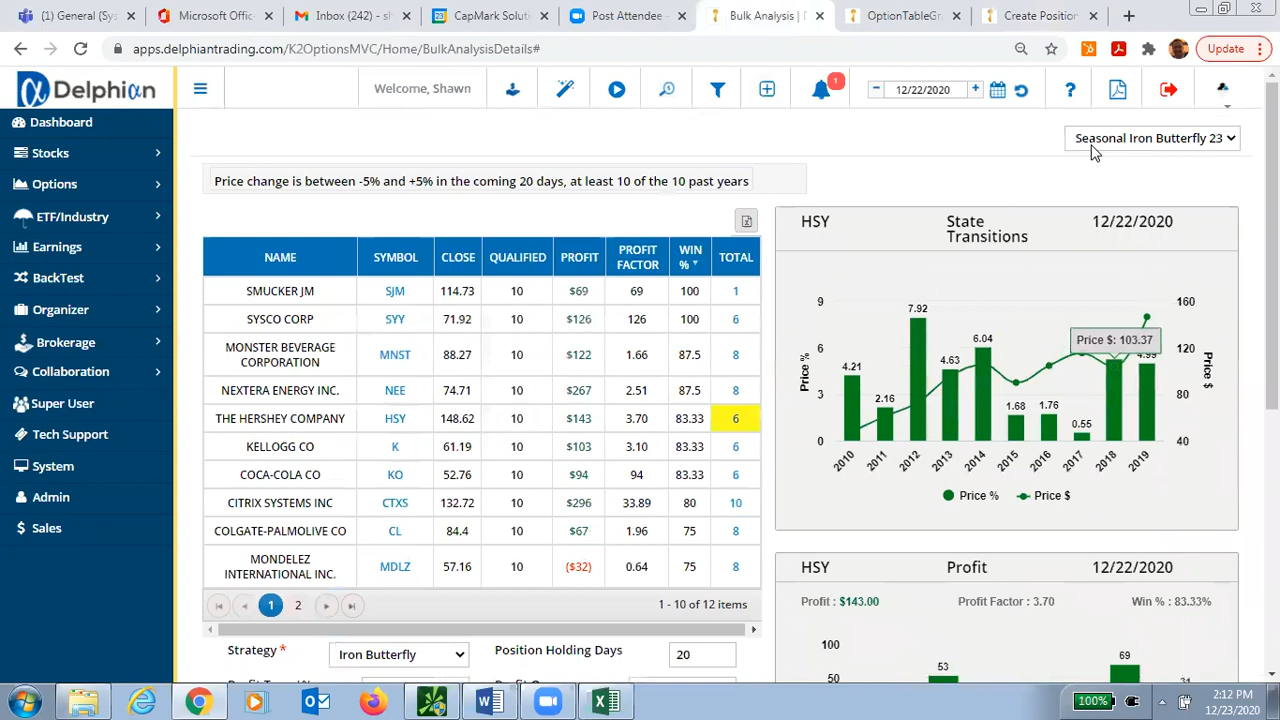 (1) General (Sys
Microsoft Offic
Inbox (242) - sh
CapMark Soluti
Post Attendee -
Bulk Analysis | D
OptionTableGr
Create Position
apps.delphiantrading.com/K2OptionsMVC/Home/BulkAnalysisDetails#
Update
Delphian
Welcome, Shawn
1
12/22/2020
Dashboard
Stocks
Options
ETF/Industry
Earnings
BackTest
Organizer
Brokerage
Collaboration
Super User
Tech Support
System
Admin
Sales
Seasonal Iron Butterfly 23
Price change is between -5% and +5% in the coming 20 days, at least 10 of the 10 past years
NAME SYMBOL CLOSE QUALIFIED PROFIT PROFIT FACTOR WIN % TOTAL
SMUCKER JM SJM 114.73 10 $69 69 100 1
SYSCO CORP SYY 71.92 10 $126 126 100 6
MONSTER BEVERAGE CORPORATION MNST 88.27 10 $122 1.66 87.5 8
NEXTERA ENERGY INC. NEE 74.71 10 $267 2.51 87.5 8
THE HERSHEY COMPANY HSY 148.62 10 $143 3.70 83.33 6
KELLOGG CO K 61.19 10 $103 3.10 83.33 6
COCA-COLA CO KO 52.76 10 $94 94 83.33 6
CITRIX SYSTEMS INC CTXS 132.72 10 $296 33.89 80 10
COLGATE-PALMOLIVE CO CL 84.4 10 $67 1.96 75 8
MONDELEZ INTERNATIONAL INC. MDLZ 57.16 10 ($32) 0.64 75 8
1 2
1 - 10 of 12 items
Strategy * Iron Butterfly Position Holding Days 20
HSY State Transitions 12/22/2020
Price %
9
6
3
0
4.21 2.16 7.92 4.63 6.04 1.68 1.76 0.55 4.99
Price $: 103.37
160
120
80
40
Price $
2010 2011 2012 2013 2014 2015 2016 2017 2018 2019
Price % Price $
HSY Profit 12/22/2020
Profit : $143.00 Profit Factor : 3.70 Win % : 83.33%
100
50
53
69
31
100%
2:12 PM
12/23/2020